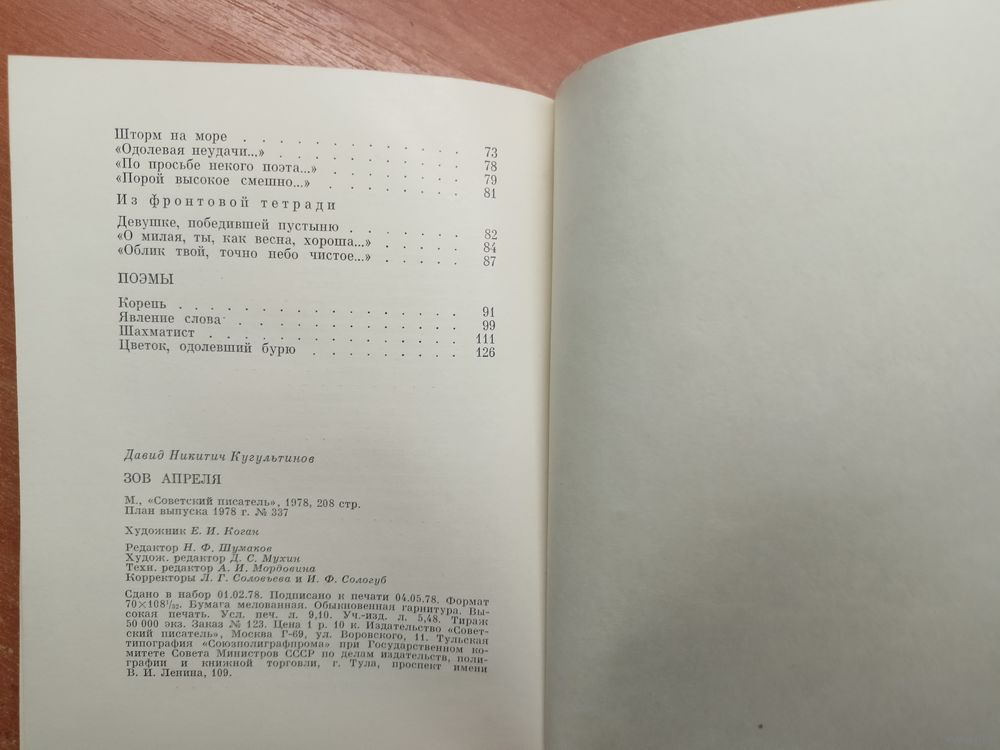 Шторм на море . . . . . . . . . . . . 73
«Одолевая неудачи...» . . . . . . . . . . 78
«По просьбе некого поэта...» . . . . . . . 79
«Порой высокое смешно...» . . . . . . . 81
Из фронтовой тетради
Девушке, победившей пустыню . . . . . . 82
«О милая, ты, как весна, хороша...» . . . . . 84
«Облик твой, точно небо чистое...» . . . . . 87
ПОЭМЫ
Корень . . . . . . . . . . . . . . . 91
Явление слова . . . . . . . . . . . . 99
Шахматист . . . . . . . . . . . . . 111
Цветок, одолевший бурю . . . . . . . . 126
Давид Никитич Кугультинов
ЗОВ АПРЕЛЯ
М., «Советский писатель», 1978, 208 стр.
План выпуска 1978 г. № 337
Художник Е. И. Коган
Редактор Н. Ф. Шумаков
Худож. редактор Д. С. Мухин
Техн. редактор А. И. Мордовина
Корректоры Л. Г. Соловьева и И. Ф. Сологуб
Сдано в набор 01.02.78. Подписано к печати 04.05.78. Формат
70×108¹/₃₂. Бумага мелованная. Обыкновенная гарнитура. Вы-
сокая печать. Усл. печ. л. 9,10. Уч.-изд. л. 5,48. Тираж
50 000 экз. Заказ № 123. Цена 1 р. 10 к. Издательство «Совет-
ский писатель», Москва Г-69, ул. Воровского, 11. Тульская
типография «Союзполиграфпрома» при Государственном ко-
митете Совета Министров СССР по делам издательств, поли-
графии и книжной торговли, г. Тула, проспект имени
В. И. Ленина, 109.